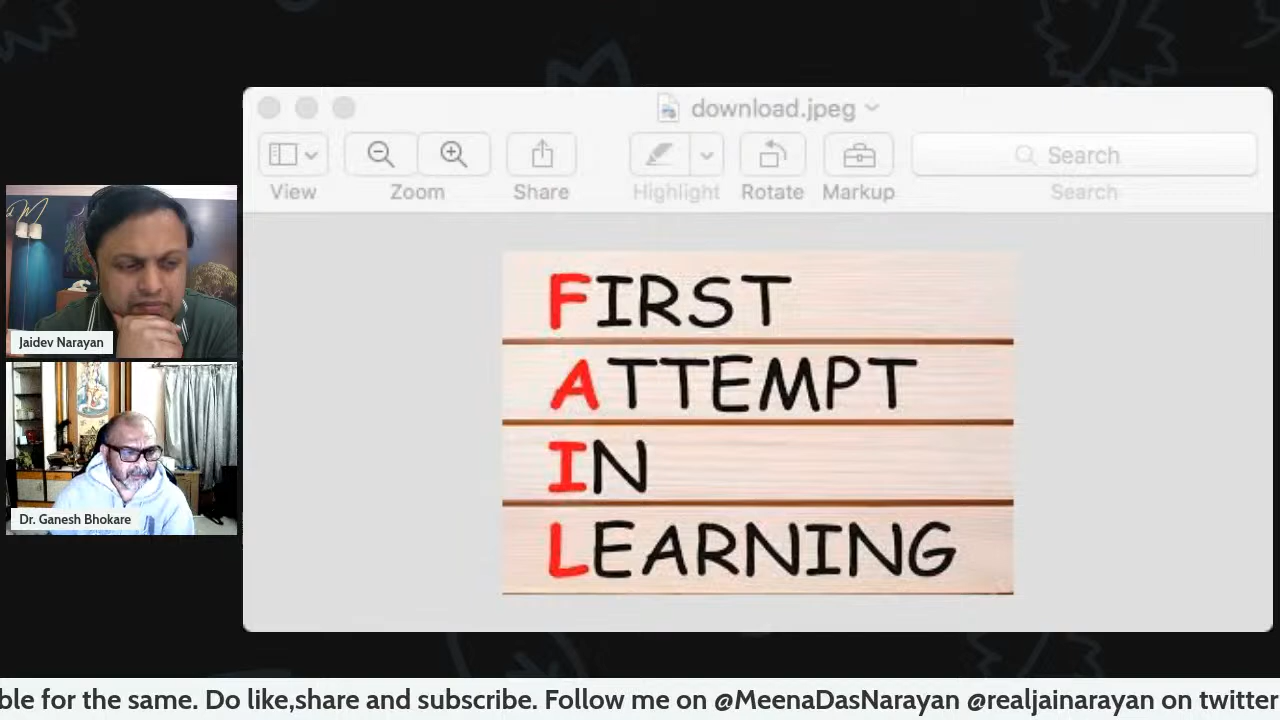 download.jpeg
View
Zoom
Share
Highlight
Rotate
Markup
Search
Search
FIRST
ATTEMPT
IN
LEARNING
Jaidev Narayan
Dr. Ganesh Bhokare
ble for the same. Do like,share and subscribe. Follow me on @MeenaDasNarayan @realjainarayan on twitter